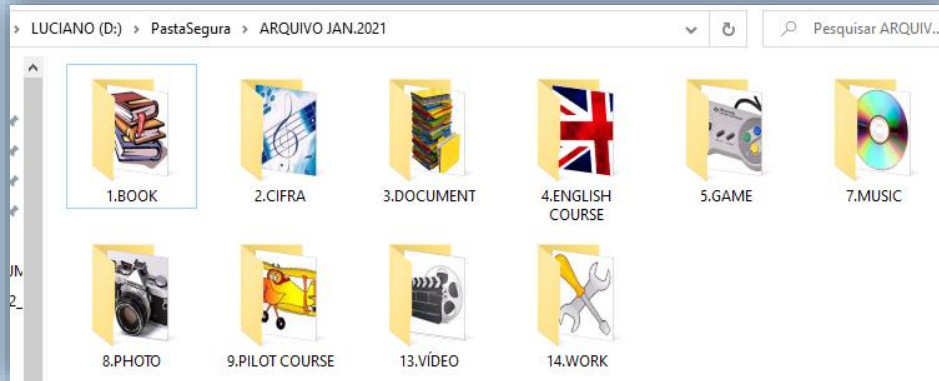 > LUCIANO (D:) > PastaSegura > ARQUIVO JAN.2021
Pesquisar ARQUIV...
1.BOOK
2.CIFRA
3.DOCUMENT
4.ENGLISH
COURSE
5.GAME
7.MUSIC
8.PHOTO
9.PILOT COURSE
13.VÍDEO
14.WORK